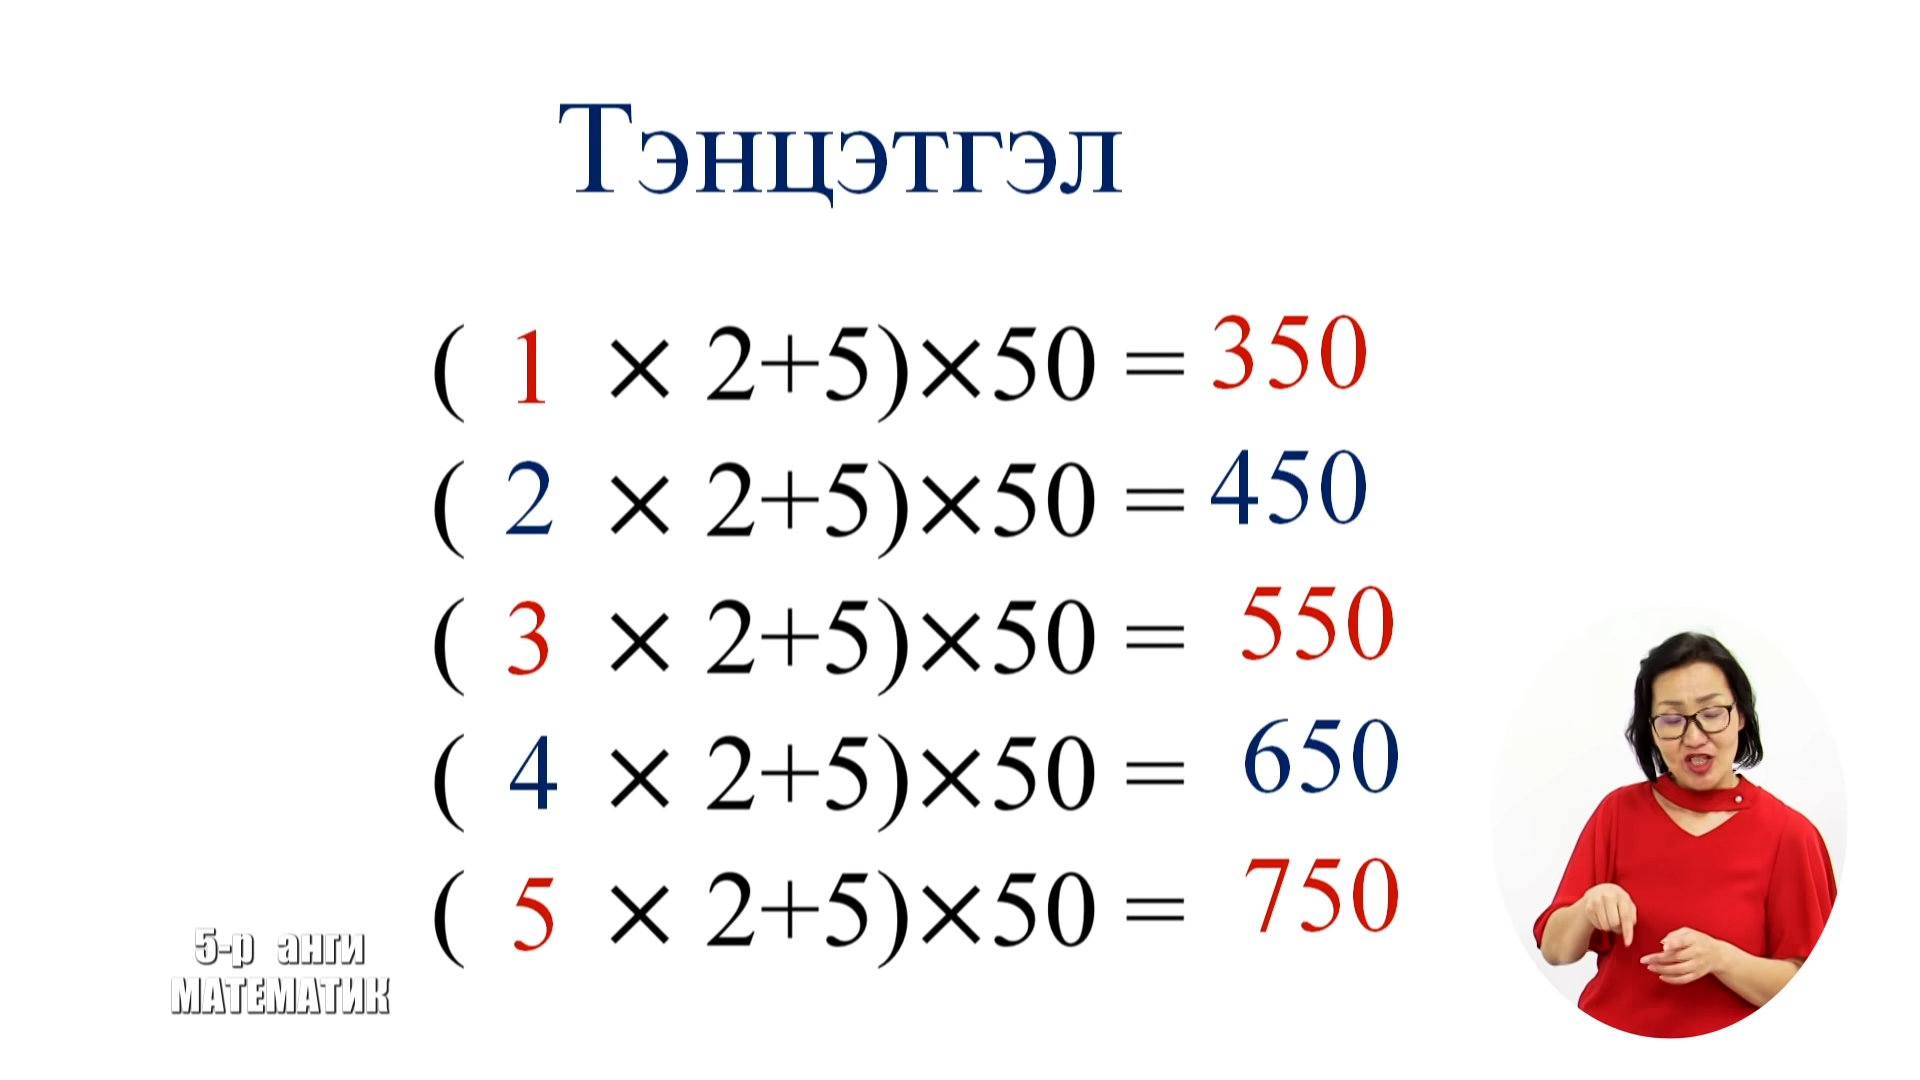 Тэнцэтгэл
( 1 × 2+5)×50 = 350
( 2 × 2+5)×50 = 450
( 3 × 2+5)×50 = 550
( 4 × 2+5)×50 = 650
( 5 × 2+5)×50 = 750
5-р анги
МАТЕМАТИК